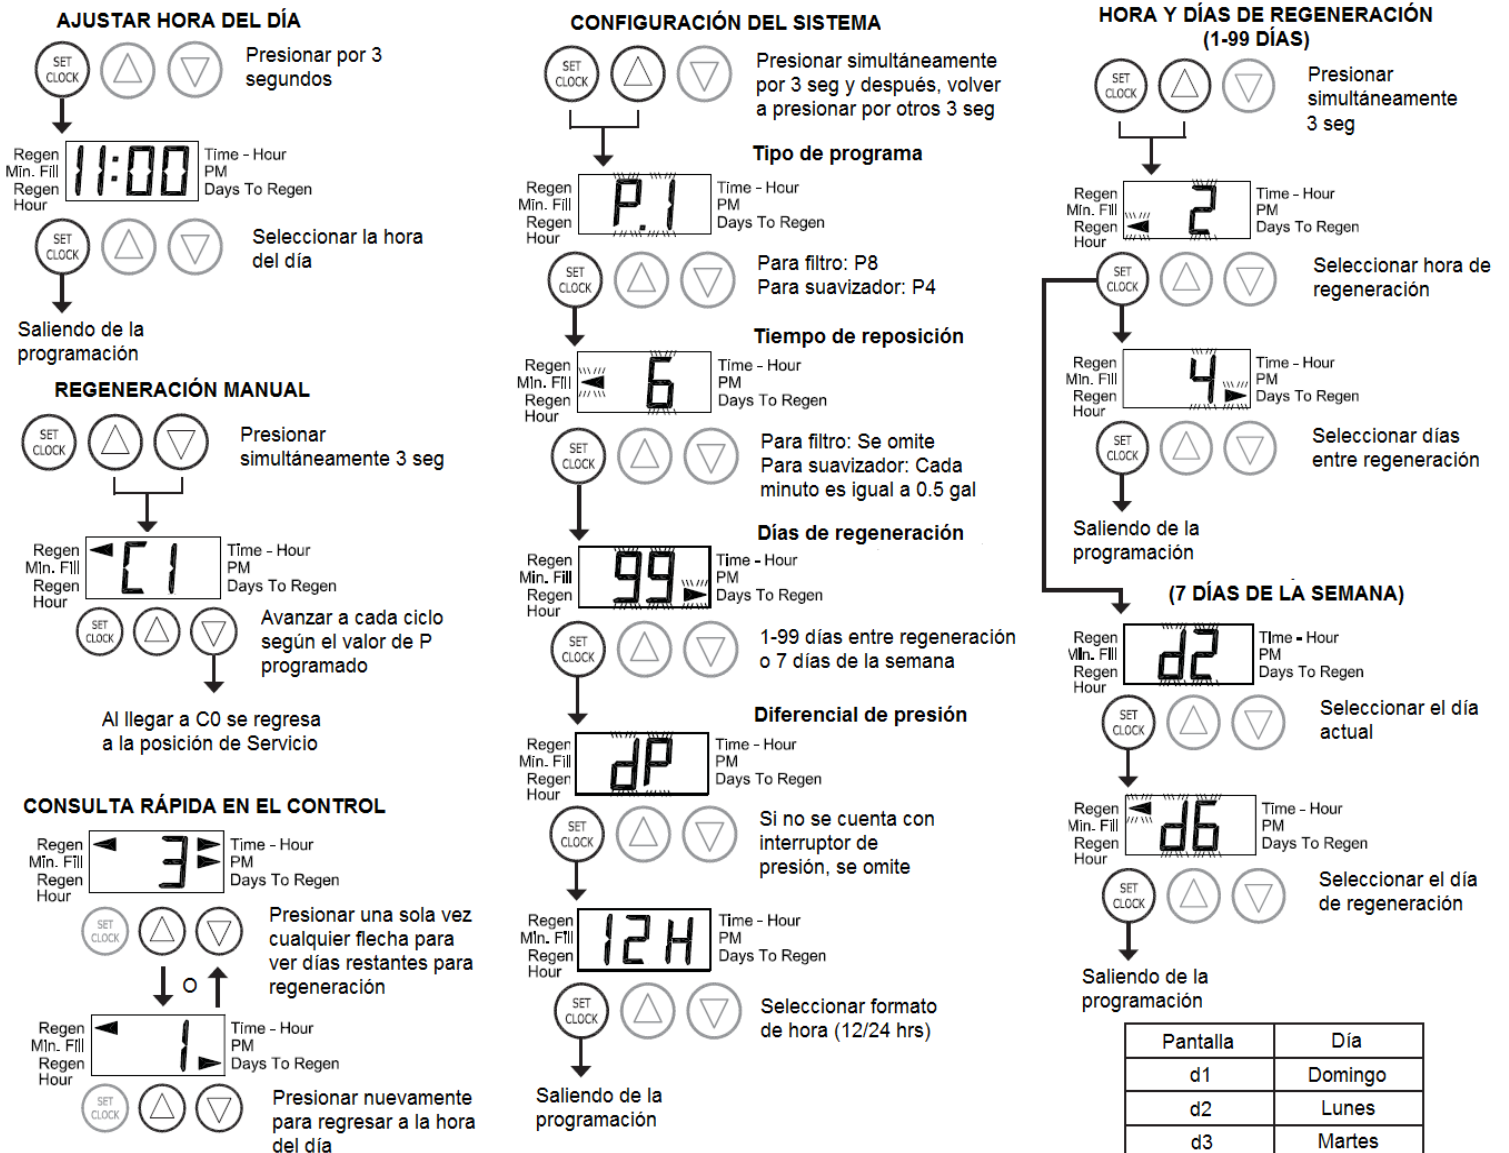 AJUSTAR HORA DEL DÍA
SET
CLOCK
Presionar por 3
segundos
Regen
Min. Fill
Regen
Hour
11:00
Time - Hour
PM
Days To Regen
SET
CLOCK
Seleccionar la hora
del día
Saliendo de la
programación
REGENERACIÓN MANUAL
SET
CLOCK
Presionar
simultáneamente 3 seg
Regen
Min. Fill
Regen
Hour
C1
Time - Hour
PM
Days To Regen
SET
CLOCK
Avanzar a cada ciclo
según el valor de P
programado
Al llegar a C0 se regresa
a la posición de Servicio
CONSULTA RÁPIDA EN EL CONTROL
Regen
Min. Fill
Regen
Hour
3
Time - Hour
PM
Days To Regen
SET
CLOCK
Presionar una sola vez
cualquier flecha para
ver días restantes para
regeneración
O
Regen
Min. Fill
Regen
Hour
1
Time - Hour
PM
Days To Regen
SET
CLOCK
Presionar nuevamente
para regresar a la hora
del día
CONFIGURACIÓN DEL SISTEMA
SET
CLOCK
Presionar simultáneamente
por 3 seg y después, volver
a presionar por otros 3 seg
Tipo de programa
Regen
Min. Fill
Regen
Hour
P.1
Time - Hour
PM
Days To Regen
SET
CLOCK
Para filtro: P8
Para suavizador: P4
Tiempo de reposición
Regen
Min. Fill
Regen
Hour
6
Time - Hour
PM
Days To Regen
SET
CLOCK
Para filtro: Se omite
Para suavizador: Cada
minuto es igual a 0.5 gal
Días de regeneración
Regen
Min. Fill
Regen
Hour
99
Time - Hour
PM
Days To Regen
SET
CLOCK
1-99 días entre regeneración
o 7 días de la semana
Diferencial de presión
Regen
Min. Fill
Regen
Hour
dP
Time - Hour
PM
Days To Regen
SET
CLOCK
Si no se cuenta con
interruptor de
presión, se omite
Regen
Min. Fill
Regen
Hour
12H
Time - Hour
PM
Days To Regen
SET
CLOCK
Seleccionar formato
de hora (12/24 hrs)
Saliendo de la
programación
HORA Y DÍAS DE REGENERACIÓN
(1-99 DÍAS)
SET
CLOCK
Presionar
simultáneamente
3 seg
Regen
Min. Fill
Regen
Hour
2
Time - Hour
PM
Days To Regen
SET
CLOCK
Seleccionar hora de
regeneración
Regen
Min. Fill
Regen
Hour
4
Time - Hour
PM
Days To Regen
SET
CLOCK
Seleccionar días
entre regeneración
Saliendo de la
programación
(7 DÍAS DE LA SEMANA)
Regen
Min. Fill
Regen
Hour
d2
Time - Hour
PM
Days To Regen
SET
CLOCK
Seleccionar el día
actual
Regen
Min. Fill
Regen
Hour
d6
Time - Hour
PM
Days To Regen
SET
CLOCK
Seleccionar el día
de regeneración
Saliendo de la
programación
Pantalla Día
d1 Domingo
d2 Lunes
d3 Martes